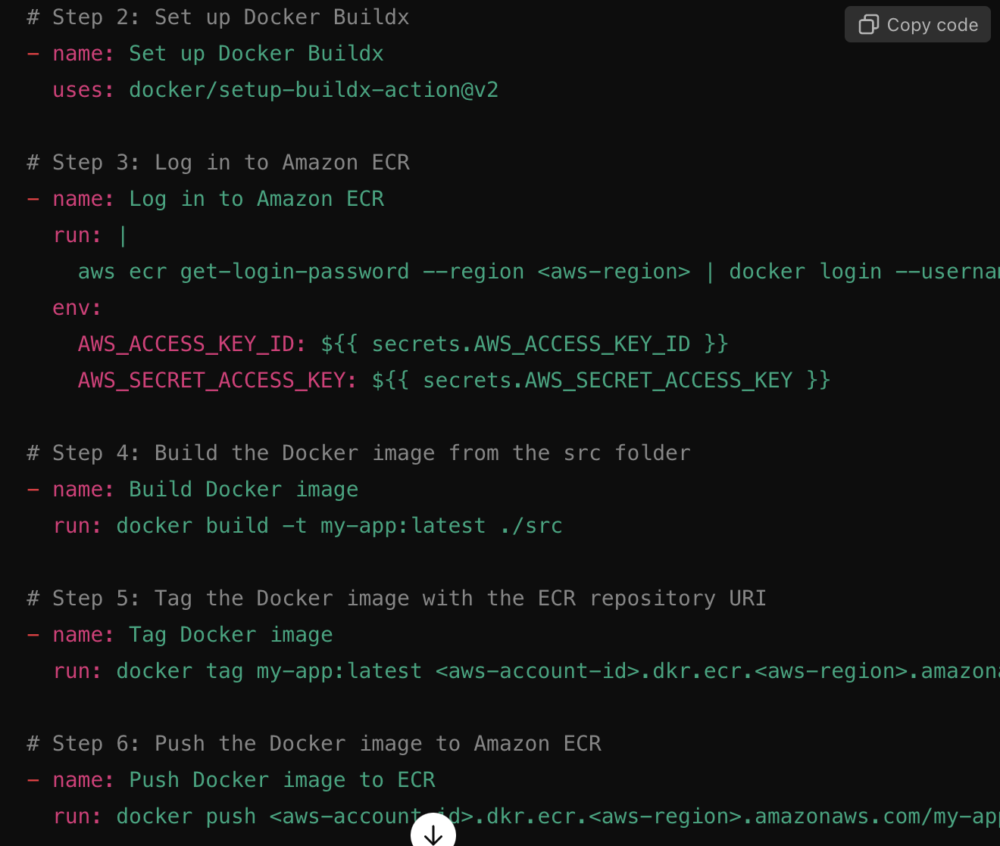 # Step 2: Set up Docker Buildx
Copy code
- name: Set up Docker Buildx
uses: docker/setup-buildx-action@v2
# Step 3: Log in to Amazon ECR
- name: Log in to Amazon ECR
run: |
aws ecr get-login-password --region <aws-region> | docker login
env:
AWS_ACCESS_KEY_ID: ${{ secrets.AWS_ACCESS_KEY_ID }}
AWS_SECRET_ACCESS_KEY: ${{ secrets.AWS_SECRET_ACCESS_KEY }}
# Step 4: Build the Docker image from the src folder
- name: Build Docker image
run: docker build -t my-app:latest ./src
# Step 5: Tag the Docker image with the ECR repository URI
- name: Tag Docker image
run: docker tag my-app:latest <aws-account-id>.dkr.ecr.<aws-region>.amazona
# Step 6: Push the Docker image to Amazon ECR
- name: Push Docker image to ECR
run: docker push <aws-account-id>.dkr.ecr.<aws-region>.amazonaws.com/my-app